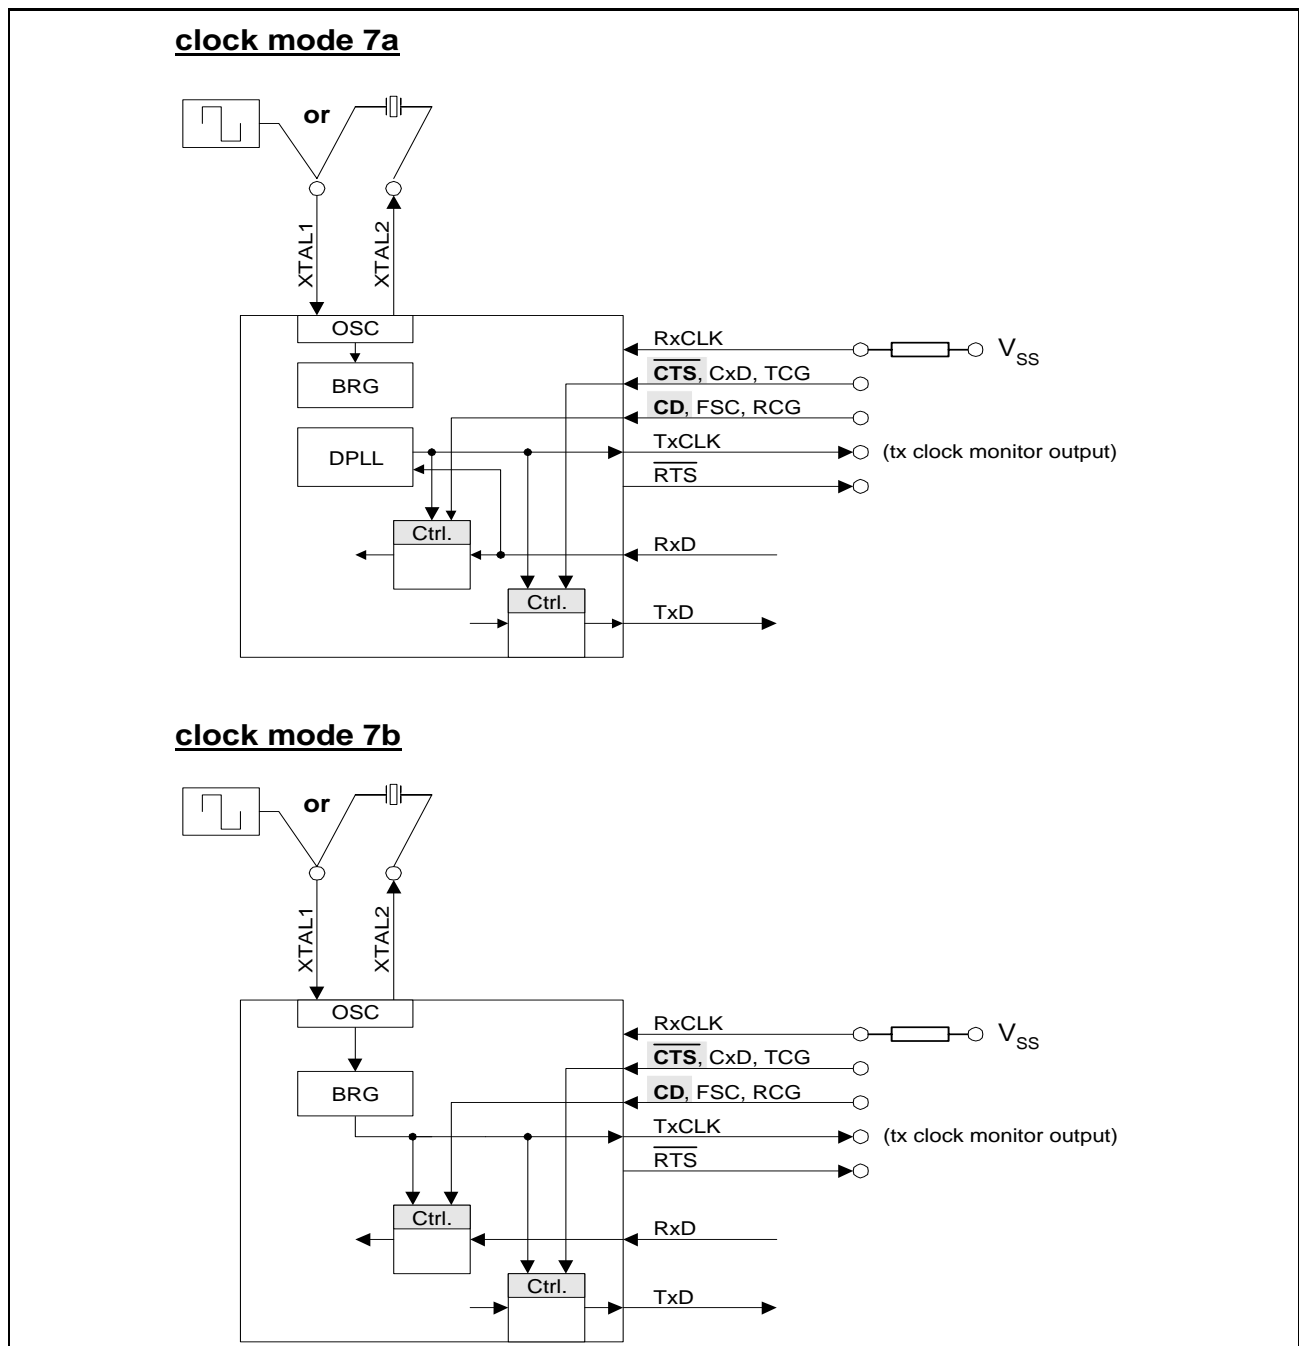 clock mode 7a
or
XTAL1
XTAL2
OSC
BRG
DPLL
Ctrl.
Ctrl.
RxCLK
VSS
CTS, CxD, TCG
CD, FSC, RCG
TxCLK
(tx clock monitor output)
RTS
RxD
TxD
clock mode 7b
or
XTAL1
XTAL2
OSC
BRG
Ctrl.
Ctrl.
RxCLK
VSS
CTS, CxD, TCG
CD, FSC, RCG
TxCLK
(tx clock monitor output)
RTS
RxD
TxD